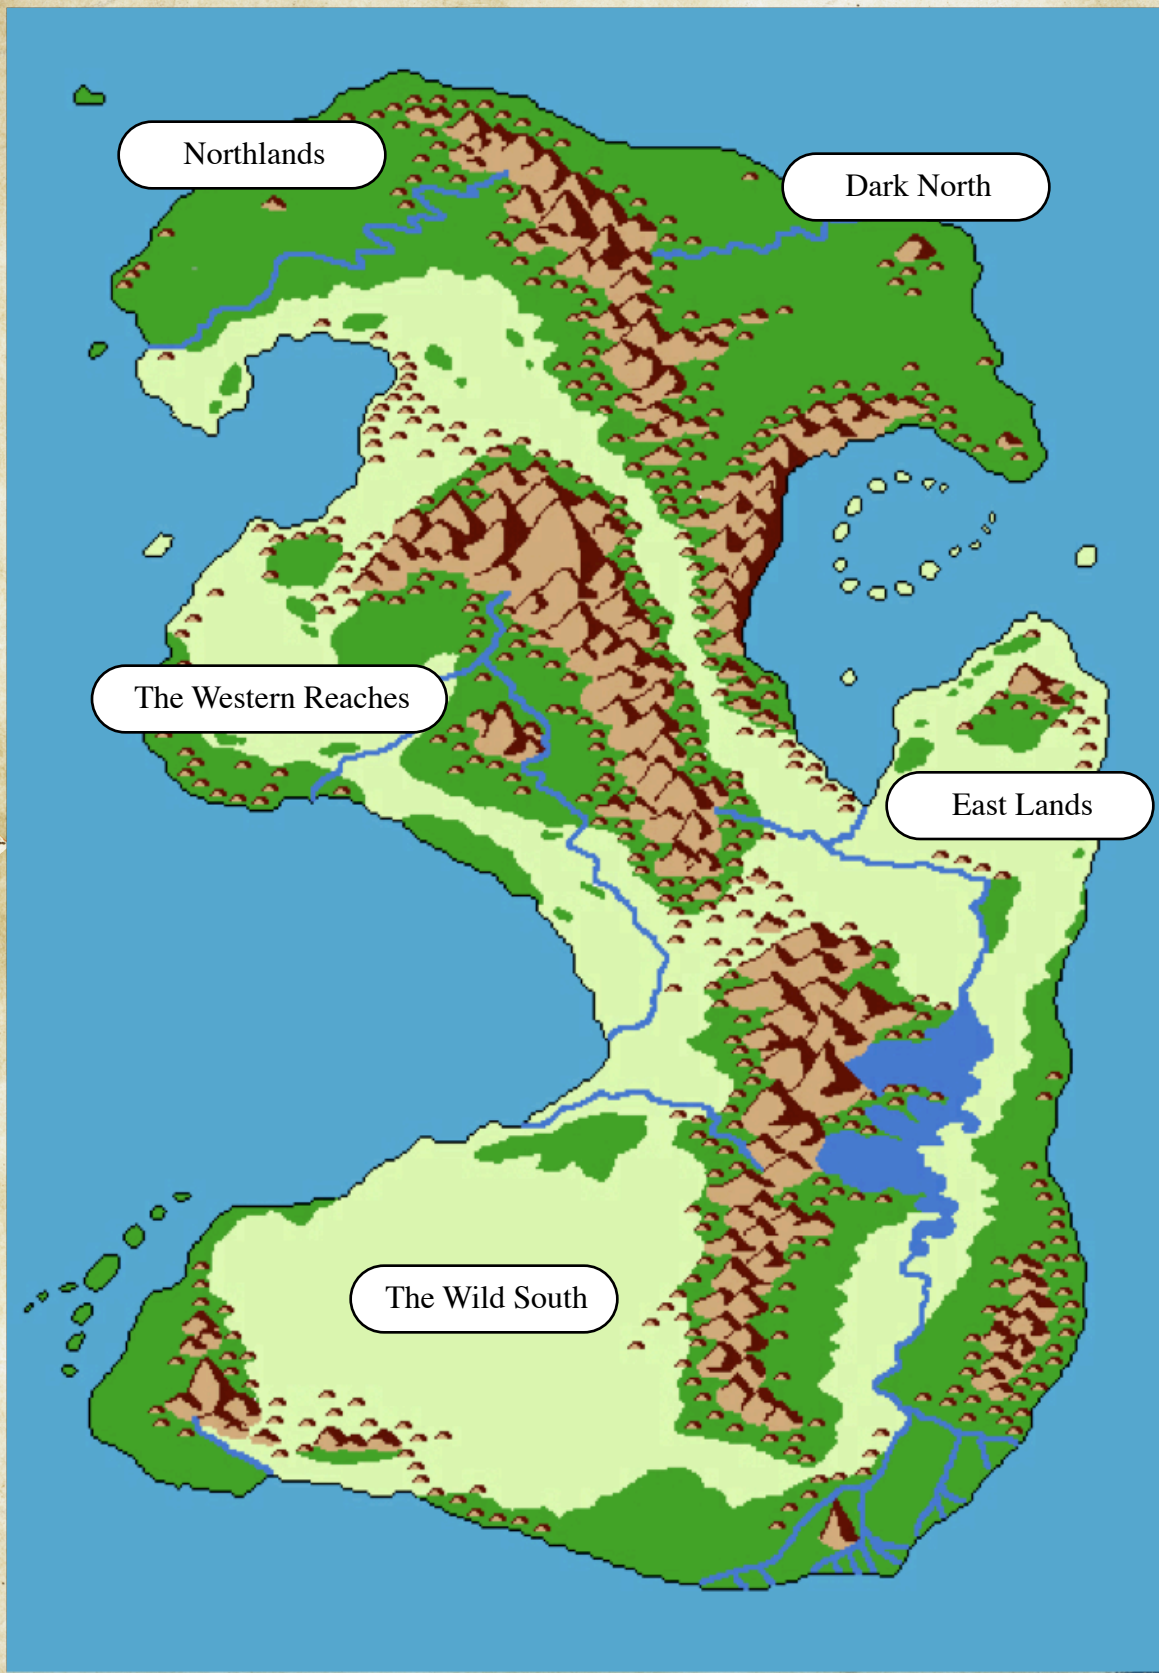 Northlands
Dark North
The Western Reaches
East Lands
The Wild South